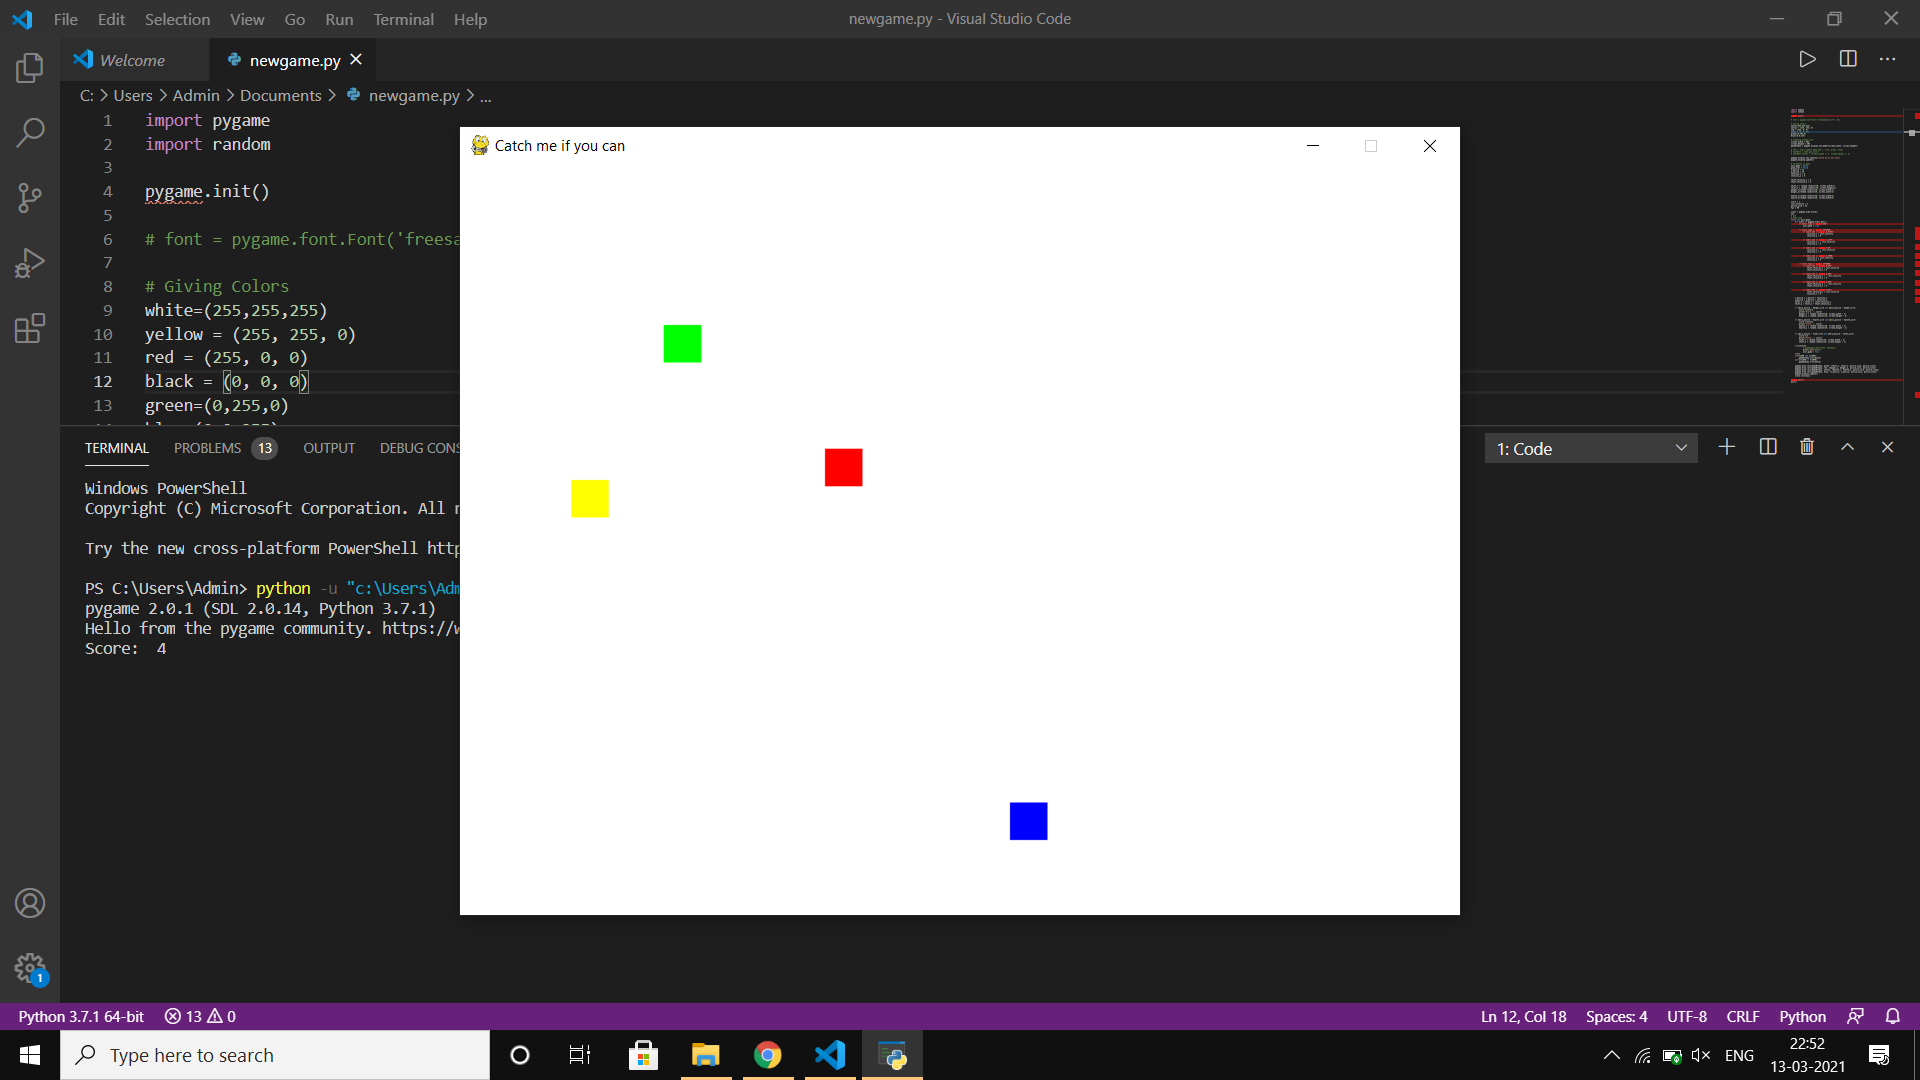 File Edit Selection View Go Run Terminal Help
newgame.py - Visual Studio Code
Welcome
newgame.py
C: > Users > Admin > Documents > newgame.py > ...
1 import pygame
2 import random
3
4 pygame.init()
5
6 # font = pygame.font.Font('freesa
7
8 # Giving Colors
9 white=(255,255,255)
10 yellow = (255, 255, 0)
11 red = (255, 0, 0)
12 black = (0, 0, 0)
13 green=(0,255,0)
Catch me if you can
TERMINAL PROBLEMS 13 OUTPUT DEBUG CONS
1: Code
Windows PowerShell
Copyright (C) Microsoft Corporation. All r
Try the new cross-platform PowerShell http
PS C:\Users\Admin> python -u "c:\Users\Adm
pygame 2.0.1 (SDL 2.0.14, Python 3.7.1)
Hello from the pygame community. https://w
Score:  4
1
Python 3.7.1 64-bit 13 0
Ln 12, Col 18 Spaces: 4 UTF-8 CRLF Python
Type here to search
ENG
22:52
13-03-2021